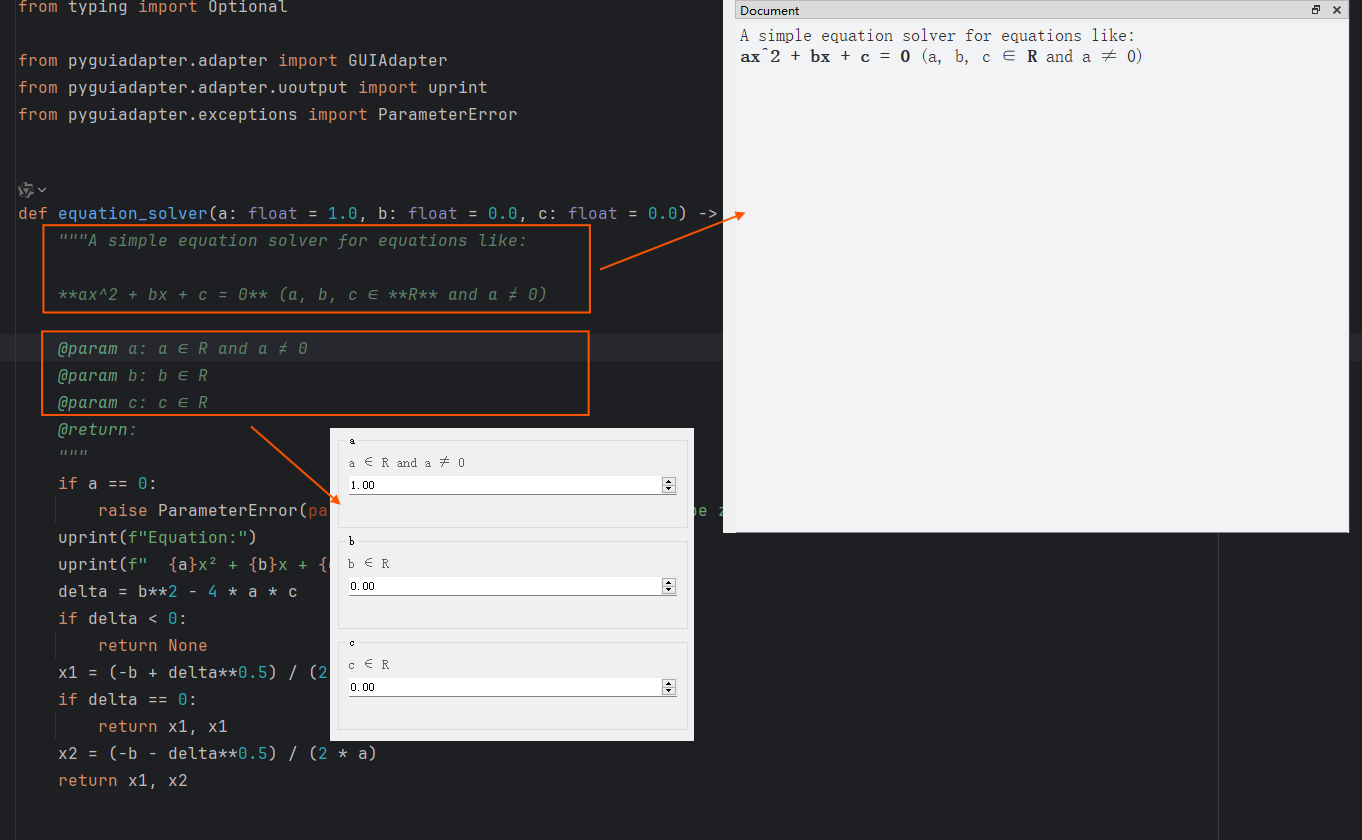 from typing import Optional
from pyguiadapter.adapter import GUIAdapter
from pyguiadapter.adapter.uoutput import uprint
from pyguiadapter.exceptions import ParameterError
def equation_solver(a: float = 1.0, b: float = 0.0, c: float = 0.0) ->
"""A simple equation solver for equations like:
**ax^2 + bx + c = 0** (a, b, c ∈ **R** and a ≠ 0)
@param a: a ∈ R and a ≠ 0
@param b: b ∈ R
@param c: c ∈ R
@return:
"""
if a == 0:
raise ParameterError(pa
uprint(f"Equation:")
uprint(f"  {a}x² + {b}x + {
delta = b**2 - 4 * a * c
if delta < 0:
return None
x1 = (-b + delta**0.5) / (2
if delta == 0:
return x1, x1
x2 = (-b - delta**0.5) / (2 * a)
return x1, x2
Document
A simple equation solver for equations like:
ax^2 + bx + c = 0 (a, b, c ∈ R and a ≠ 0)
a
a ∈ R and a ≠ 0
1.00
b
b ∈ R
0.00
c
c ∈ R
0.00